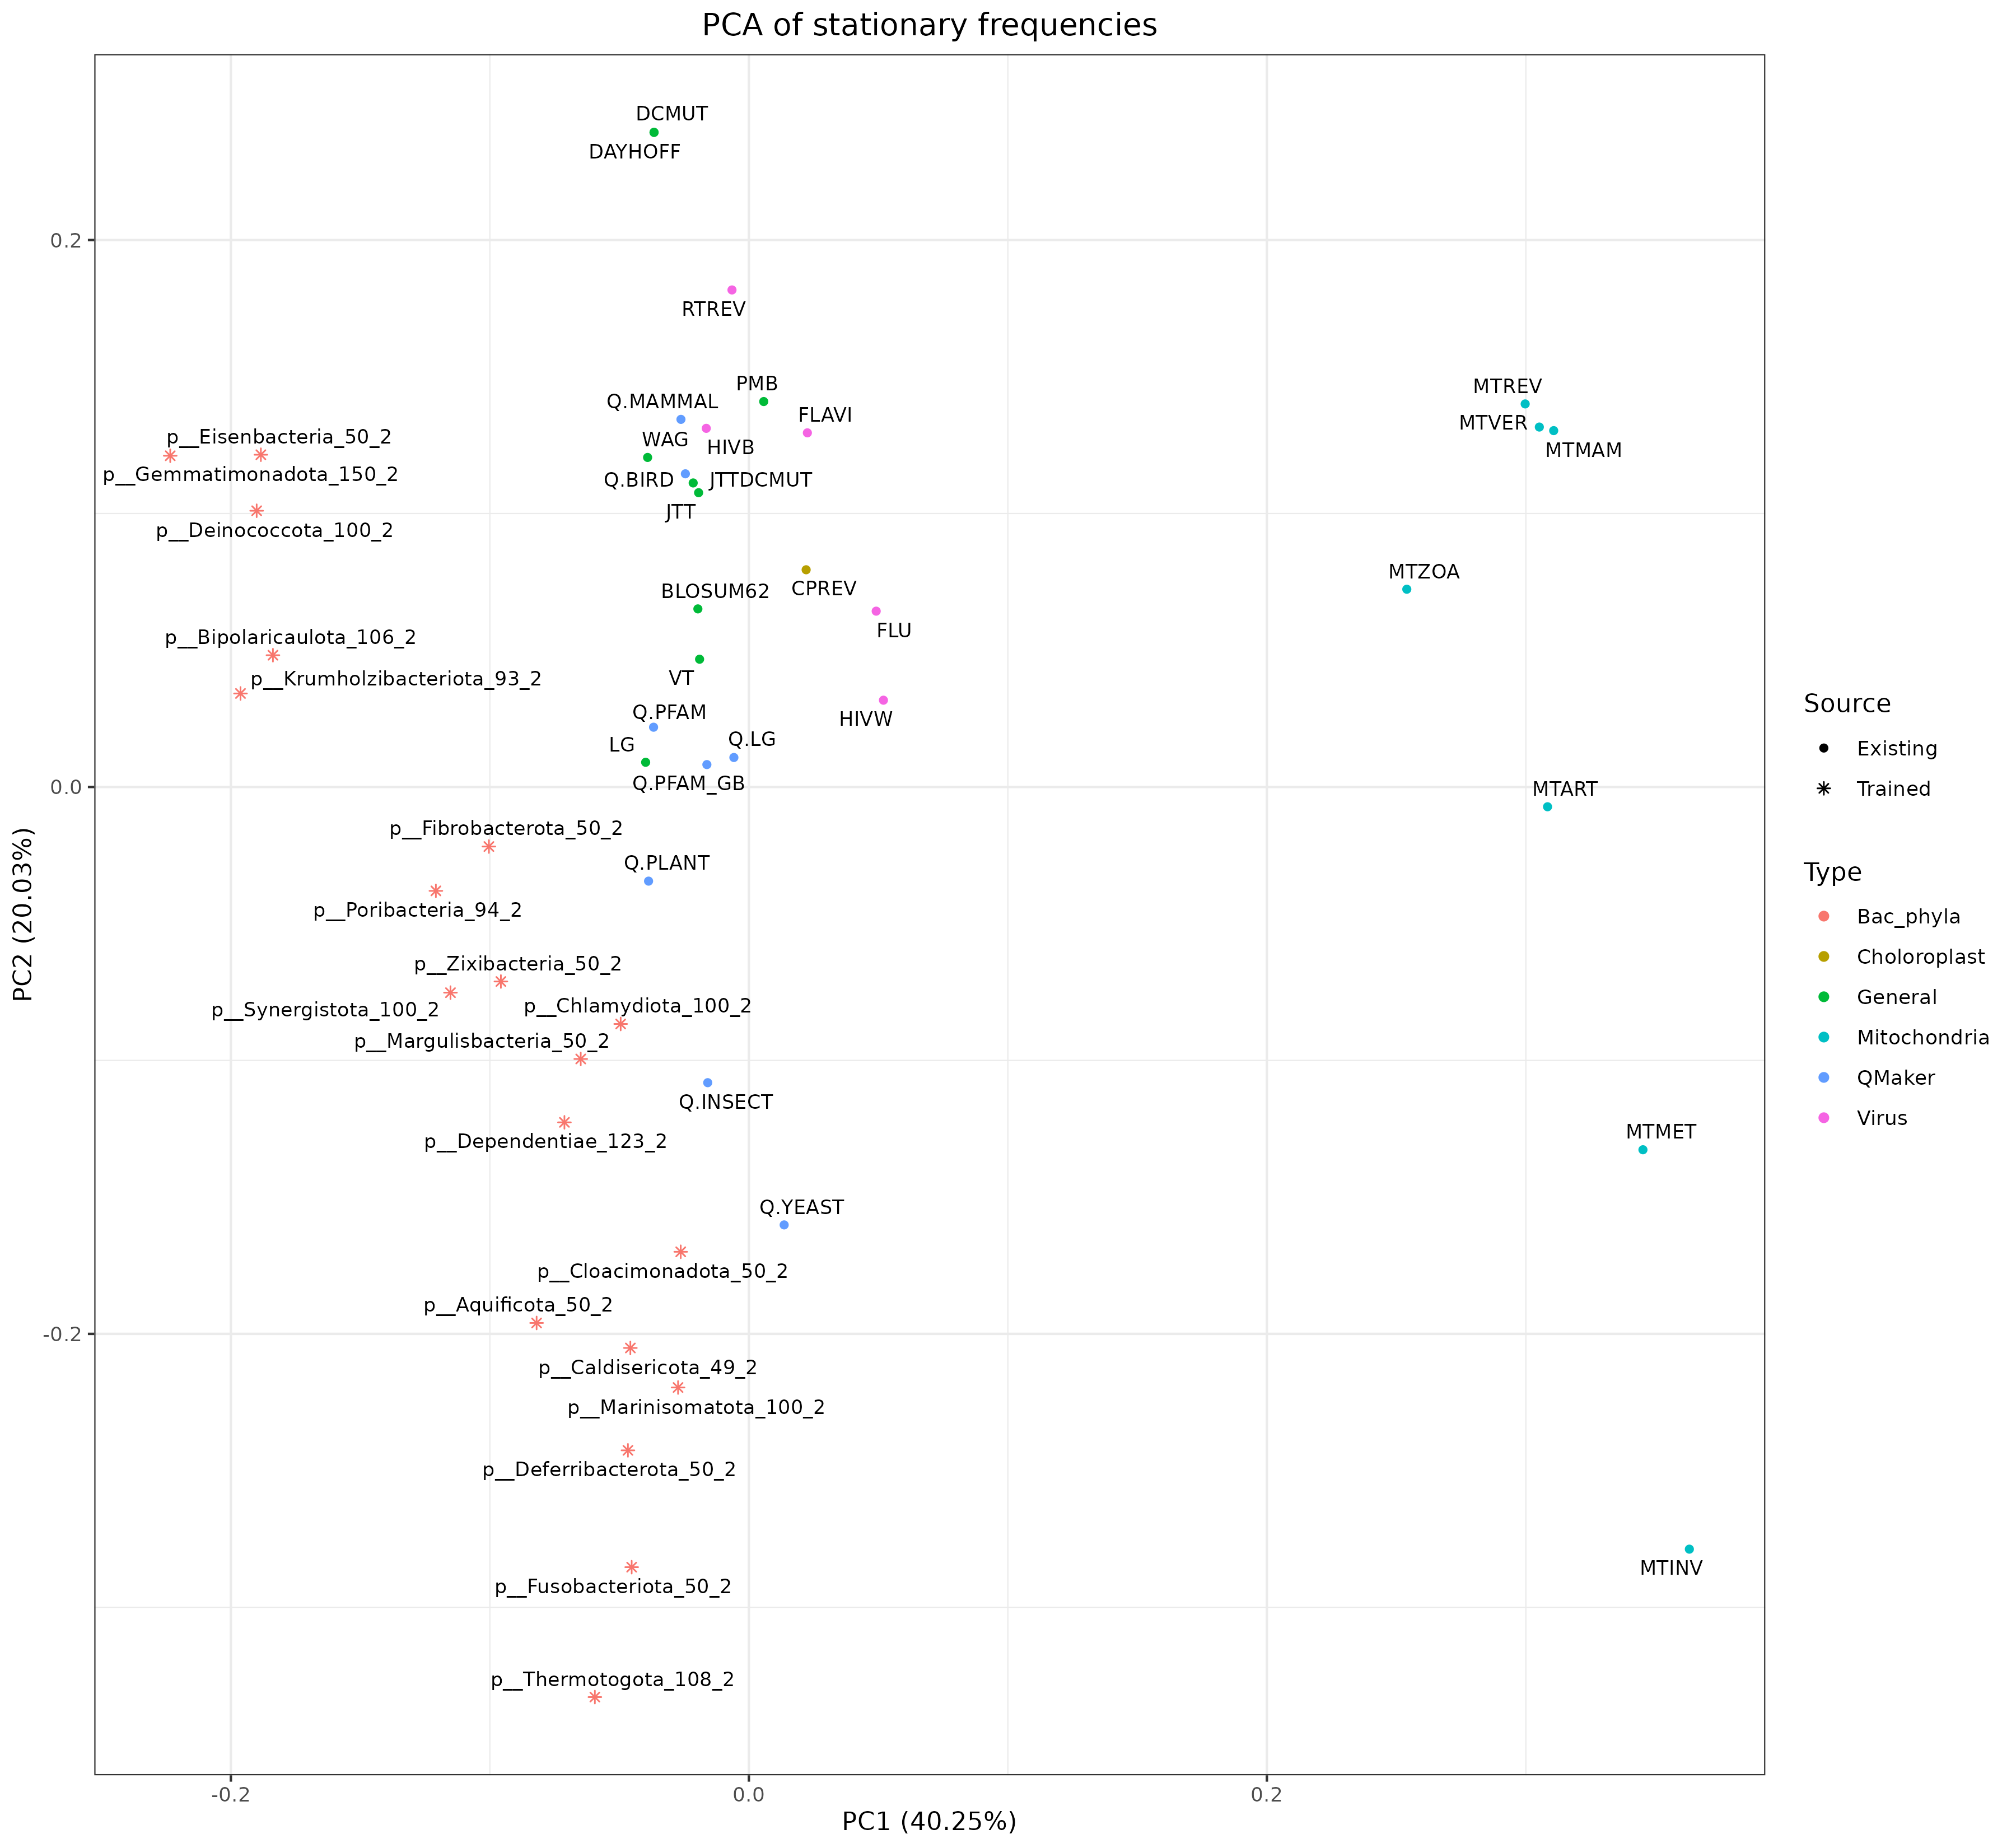 PCA of stationary frequencies
DCMUT
DAYHOFF
0.2
RTREV
PMB
MTREV
Q.MAMMAL
FLAVI
MTVER
p__Eisenbacteria_50_2
WAG
HIVB
MTMAM
p__Gemmatimonadota_150_2
Q.BIRD
JTTDCMUT
JTT
p__Deinococcota_100_2
MTZOA
BLOSUM62
CPREV
FLU
p__Bipolaricaulota_106_2
VT
p__Krumholzibacteriota_93_2
Q.PFAM
HIVW
Q.LG
LG
Q.PFAM_GB
0.0
MTART
p__Fibrobacterota_50_2
Q.PLANT
p__Poribacteria_94_2
p__Zixibacteria_50_2
p__Synergistota_100_2
p__Chlamydiota_100_2
p__Margulisbacteria_50_2
Q.INSECT
p__Dependentiae_123_2
MTMET
Q.YEAST
p__Cloacimonadota_50_2
p__Aquificota_50_2
-0.2
p__Caldisericota_49_2
p__Marinisomatota_100_2
p__Deferribacterota_50_2
MTINV
p__Fusobacteriota_50_2
p__Thermotogota_108_2
-0.2
0.0
0.2
PC1 (40.25%)
PC2 (20.03%)
Source
Existing
Trained
Type
Bac_phyla
Choloroplast
General
Mitochondria
QMaker
Virus